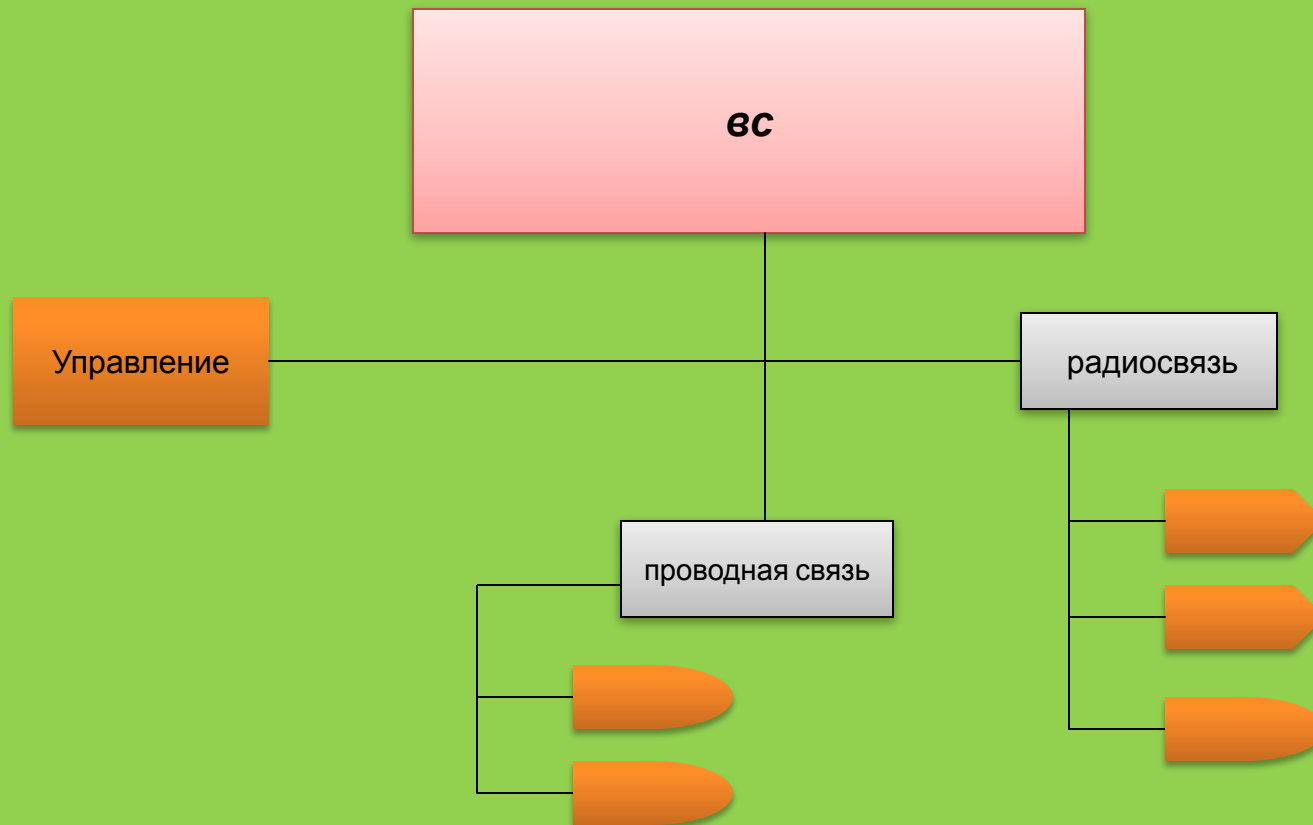 вс
Управление
радиосвязь
проводная связь